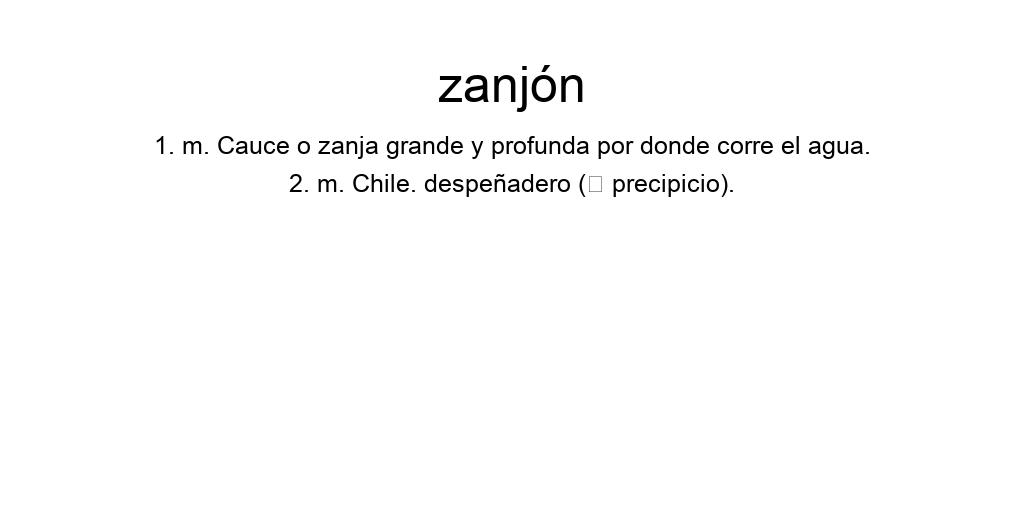 zanjón
1. m. Cauce o zanja grande y profunda por donde corre el agua.
2. m. Chile. despeñadero (▯ precipicio).